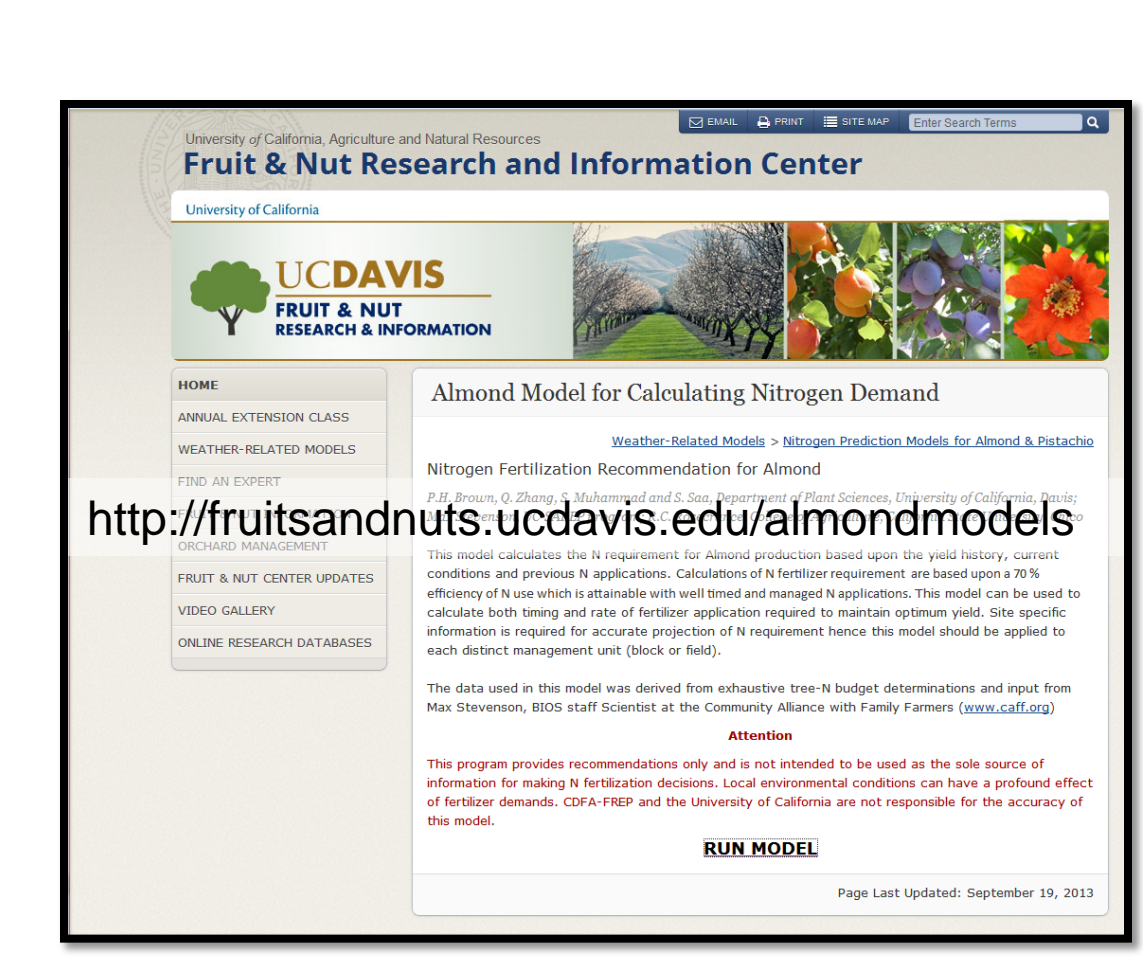 EMAIL PRINT SITE MAP Enter Search Terms
University of California, Agriculture and Natural Resources
Fruit & Nut Research and Information Center
University of California
UCDAVIS
FRUIT & NUT
RESEARCH & INFORMATION
HOME
ANNUAL EXTENSION CLASS
WEATHER-RELATED MODELS
FIND AN EXPERT
FRUIT & NUT INFORMATION
ORCHARD MANAGEMENT
FRUIT & NUT CENTER UPDATES
VIDEO GALLERY
ONLINE RESEARCH DATABASES
Almond Model for Calculating Nitrogen Demand
Weather-Related Models > Nitrogen Prediction Models for Almond & Pistachio
Nitrogen Fertilization Recommendation for Almond
P.H. Brown, Q. Zhang, S. Muhammad and S. Saa, Department of Plant Sciences, University of California, Davis;
http://fruitsandnuts.ucdavis.edu/almondmodels
This model calculates the N requirement for Almond production based upon the yield history, current
conditions and previous N applications. Calculations of N fertilizer requirement are based upon a 70 %
efficiency of N use which is attainable with well timed and managed N applications. This model can be used to
calculate both timing and rate of fertilizer application required to maintain optimum yield. Site specific
information is required for accurate projection of N requirement hence this model should be applied to
each distinct management unit (block or field).
The data used in this model was derived from exhaustive tree-N budget determinations and input from
Max Stevenson, BIOS staff Scientist at the Community Alliance with Family Farmers (www.caff.org)
Attention
This program provides recommendations only and is not intended to be used as the sole source of
information for making N fertilization decisions. Local environmental conditions can have a profound effect
of fertilizer demands. CDFA-FREP and the University of California are not responsible for the accuracy of
this model.
RUN MODEL
Page Last Updated: September 19, 2013